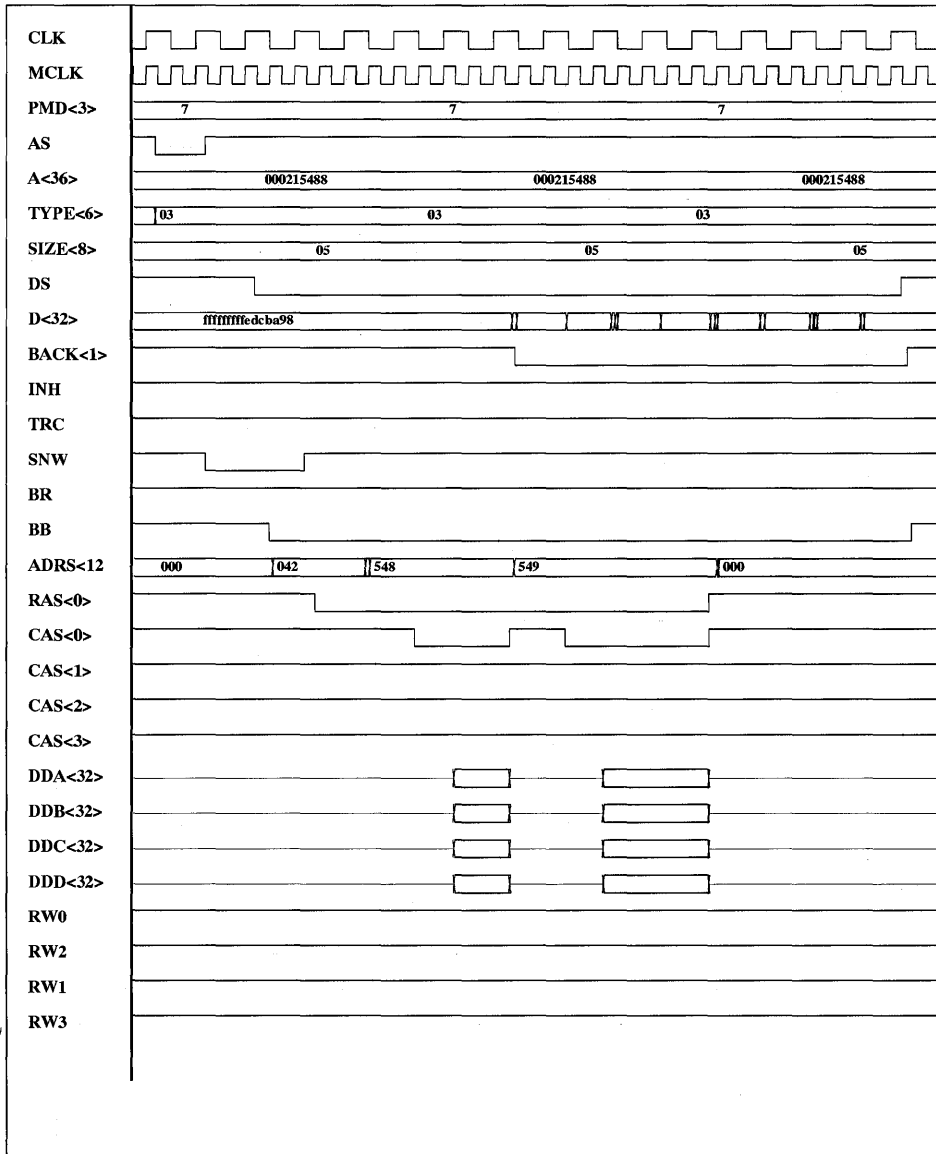 CLK
MCLK
PMD<3> 7 7 7
AS
A<36> 000215488 000215488 000215488
TYPE<6> 03 03 03
SIZE<8> 05 05 05
DS
D<32> fffffffffedcba98
BACK<1>
INH
TRC
SNW
BR
BB
ADRS<12 000 042 548 549 000
RAS<0>
CAS<0>
CAS<1>
CAS<2>
CAS<3>
DDA<32>
DDB<32>
DDC<32>
DDD<32>
RW0
RW2
RW1
RW3